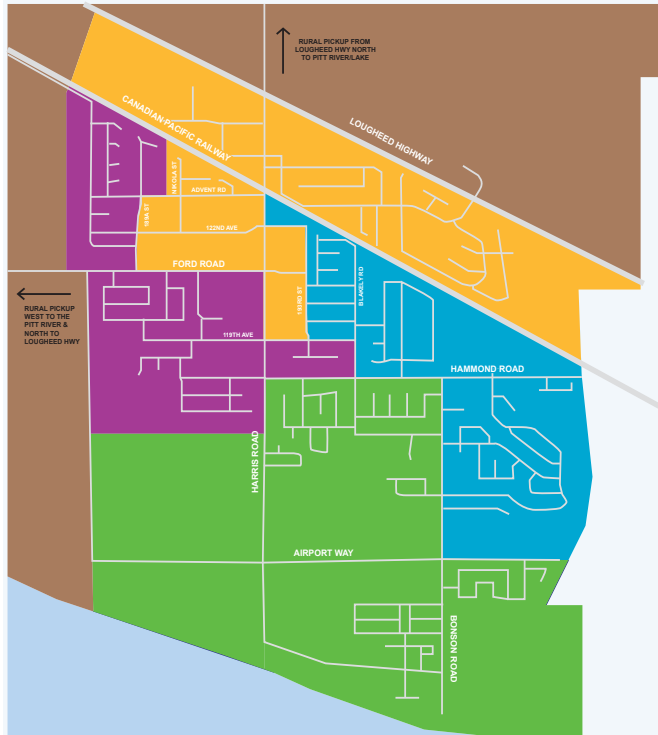 RURAL PICKUP FROM
LOUGHEED HWY NORTH
TO PITT RIVER/LAKE
CANADIAN PACIFIC RAILWAY
LOUGHEED HIGHWAY
NIKOLA ST
ADVENT RD
189A ST
122ND AVE
FORD ROAD
193RD ST
BLAKELY RD
RURAL PICKUP
WEST TO THE
PITT RIVER &
NORTH TO
LOUGHEED HWY
119TH AVE
HAMMOND ROAD
HARRIS ROAD
AIRPORT WAY
BONSON ROAD